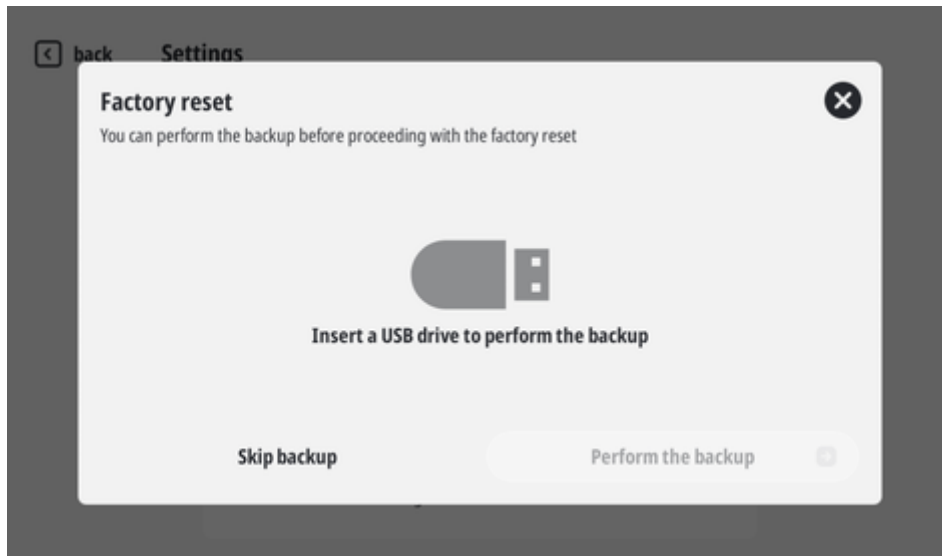 back Settings
Factory reset
You can perform the backup before proceeding with the factory reset
Insert a USB drive to perform the backup
Skip backup Perform the backup